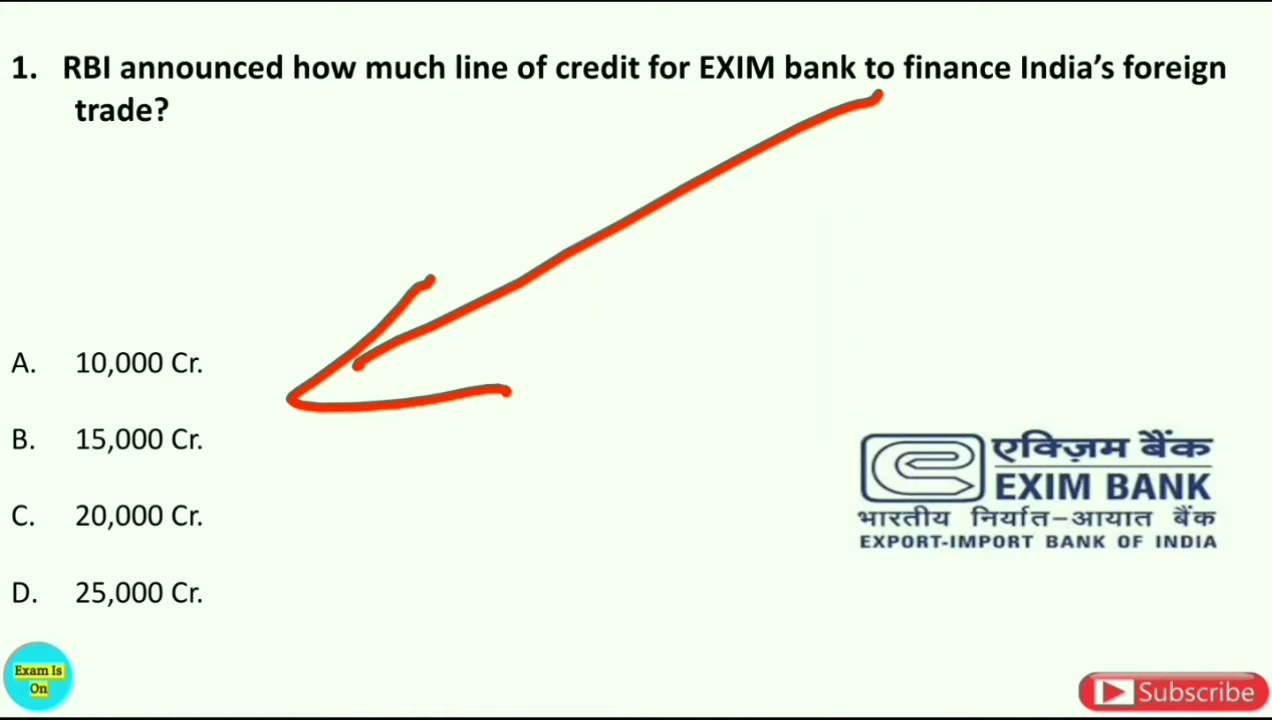 1. RBI announced how much line of credit for EXIM bank to finance India’s foreign
trade?
A. 10,000 Cr.
B. 15,000 Cr.
C. 20,000 Cr.
D. 25,000 Cr.
एक्ज़िम बैंक
EXIM BANK
भारतीय निर्यात-आयात बैंक
EXPORT-IMPORT BANK OF INDIA
Exam Is
On
Subscribe